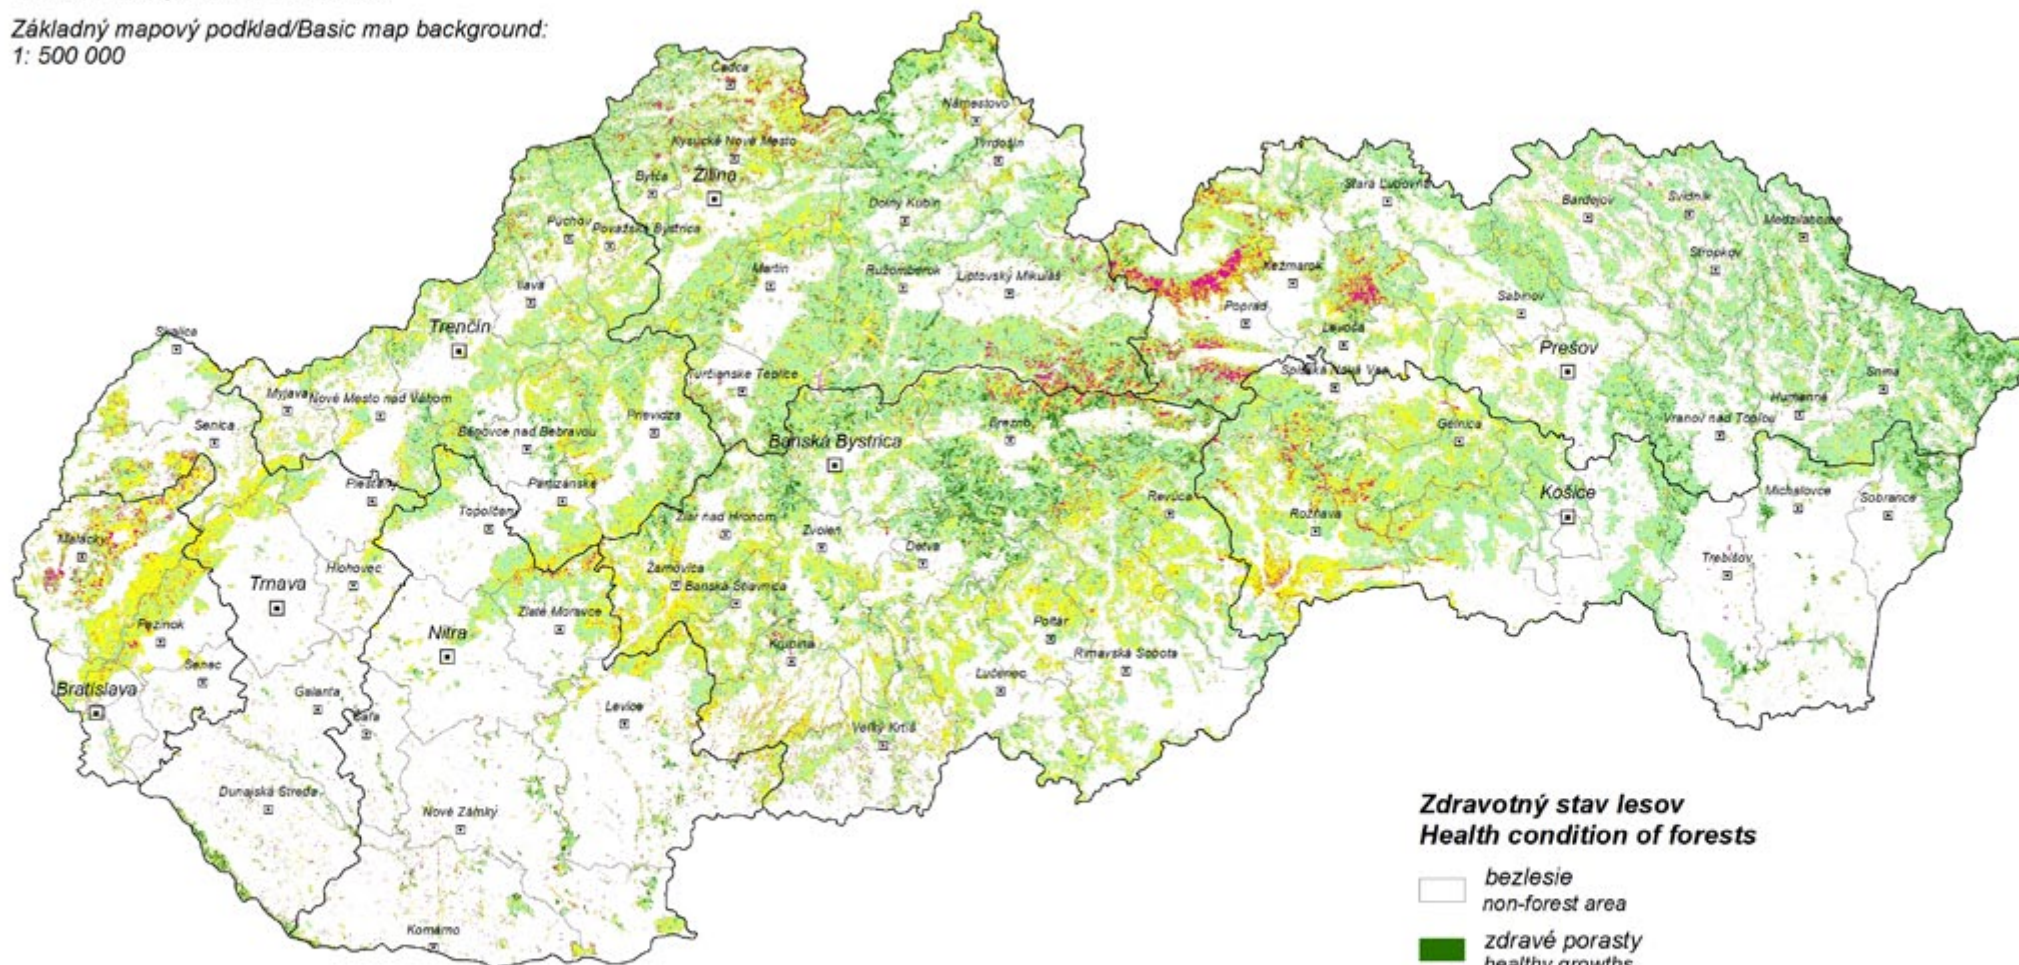 Základný mapový podklad/Basic map background:
1: 500 000
Čadca
Námestovo
Kysucké Nové Mesto
Tvrdošín
Bytča
Žilina
Stará Ľubovňa
Dolný Kubín
Bardejov
Svidník
Medzilaborce
Púchov
Považská Bystrica
Stropkov
Martin
Ružomberok
Liptovský Mikuláš
Kežmarok
Ilava
Poprad
Sabinov
Trenčín
Skalica
Levoča
Prešov
Turčianske Teplice
Spišská Nová Ves
Snina
Myjava
Nové Mesto nad Váhom
Humenné
Senica
Prievidza
Vranov nad Topľou
Bánovce nad Bebravou
Brezno
Gelnica
Banská Bystrica
Piešťany
Partizánske
Revúca
Košice
Michalovce
Sobrance
Topoľčany
Žiar nad Hronom
Zvolen
Rožňava
Malacky
Detva
Hlohovec
Žarnovica
Trebišov
Trnava
Banská Štiavnica
Zlaté Moravce
Pezinok
Nitra
Poltár
Krupina
Rimavská Sobota
Senec
Lučenec
Bratislava
Galanta
Šaľa
Levice
Veľký Krtíš
Dunajská Streda
Nové Zámky
Komárno
Zdravotný stav lesov
Health condition of forests
bezlesie
non-forest area
zdravé porasty
healthy growths